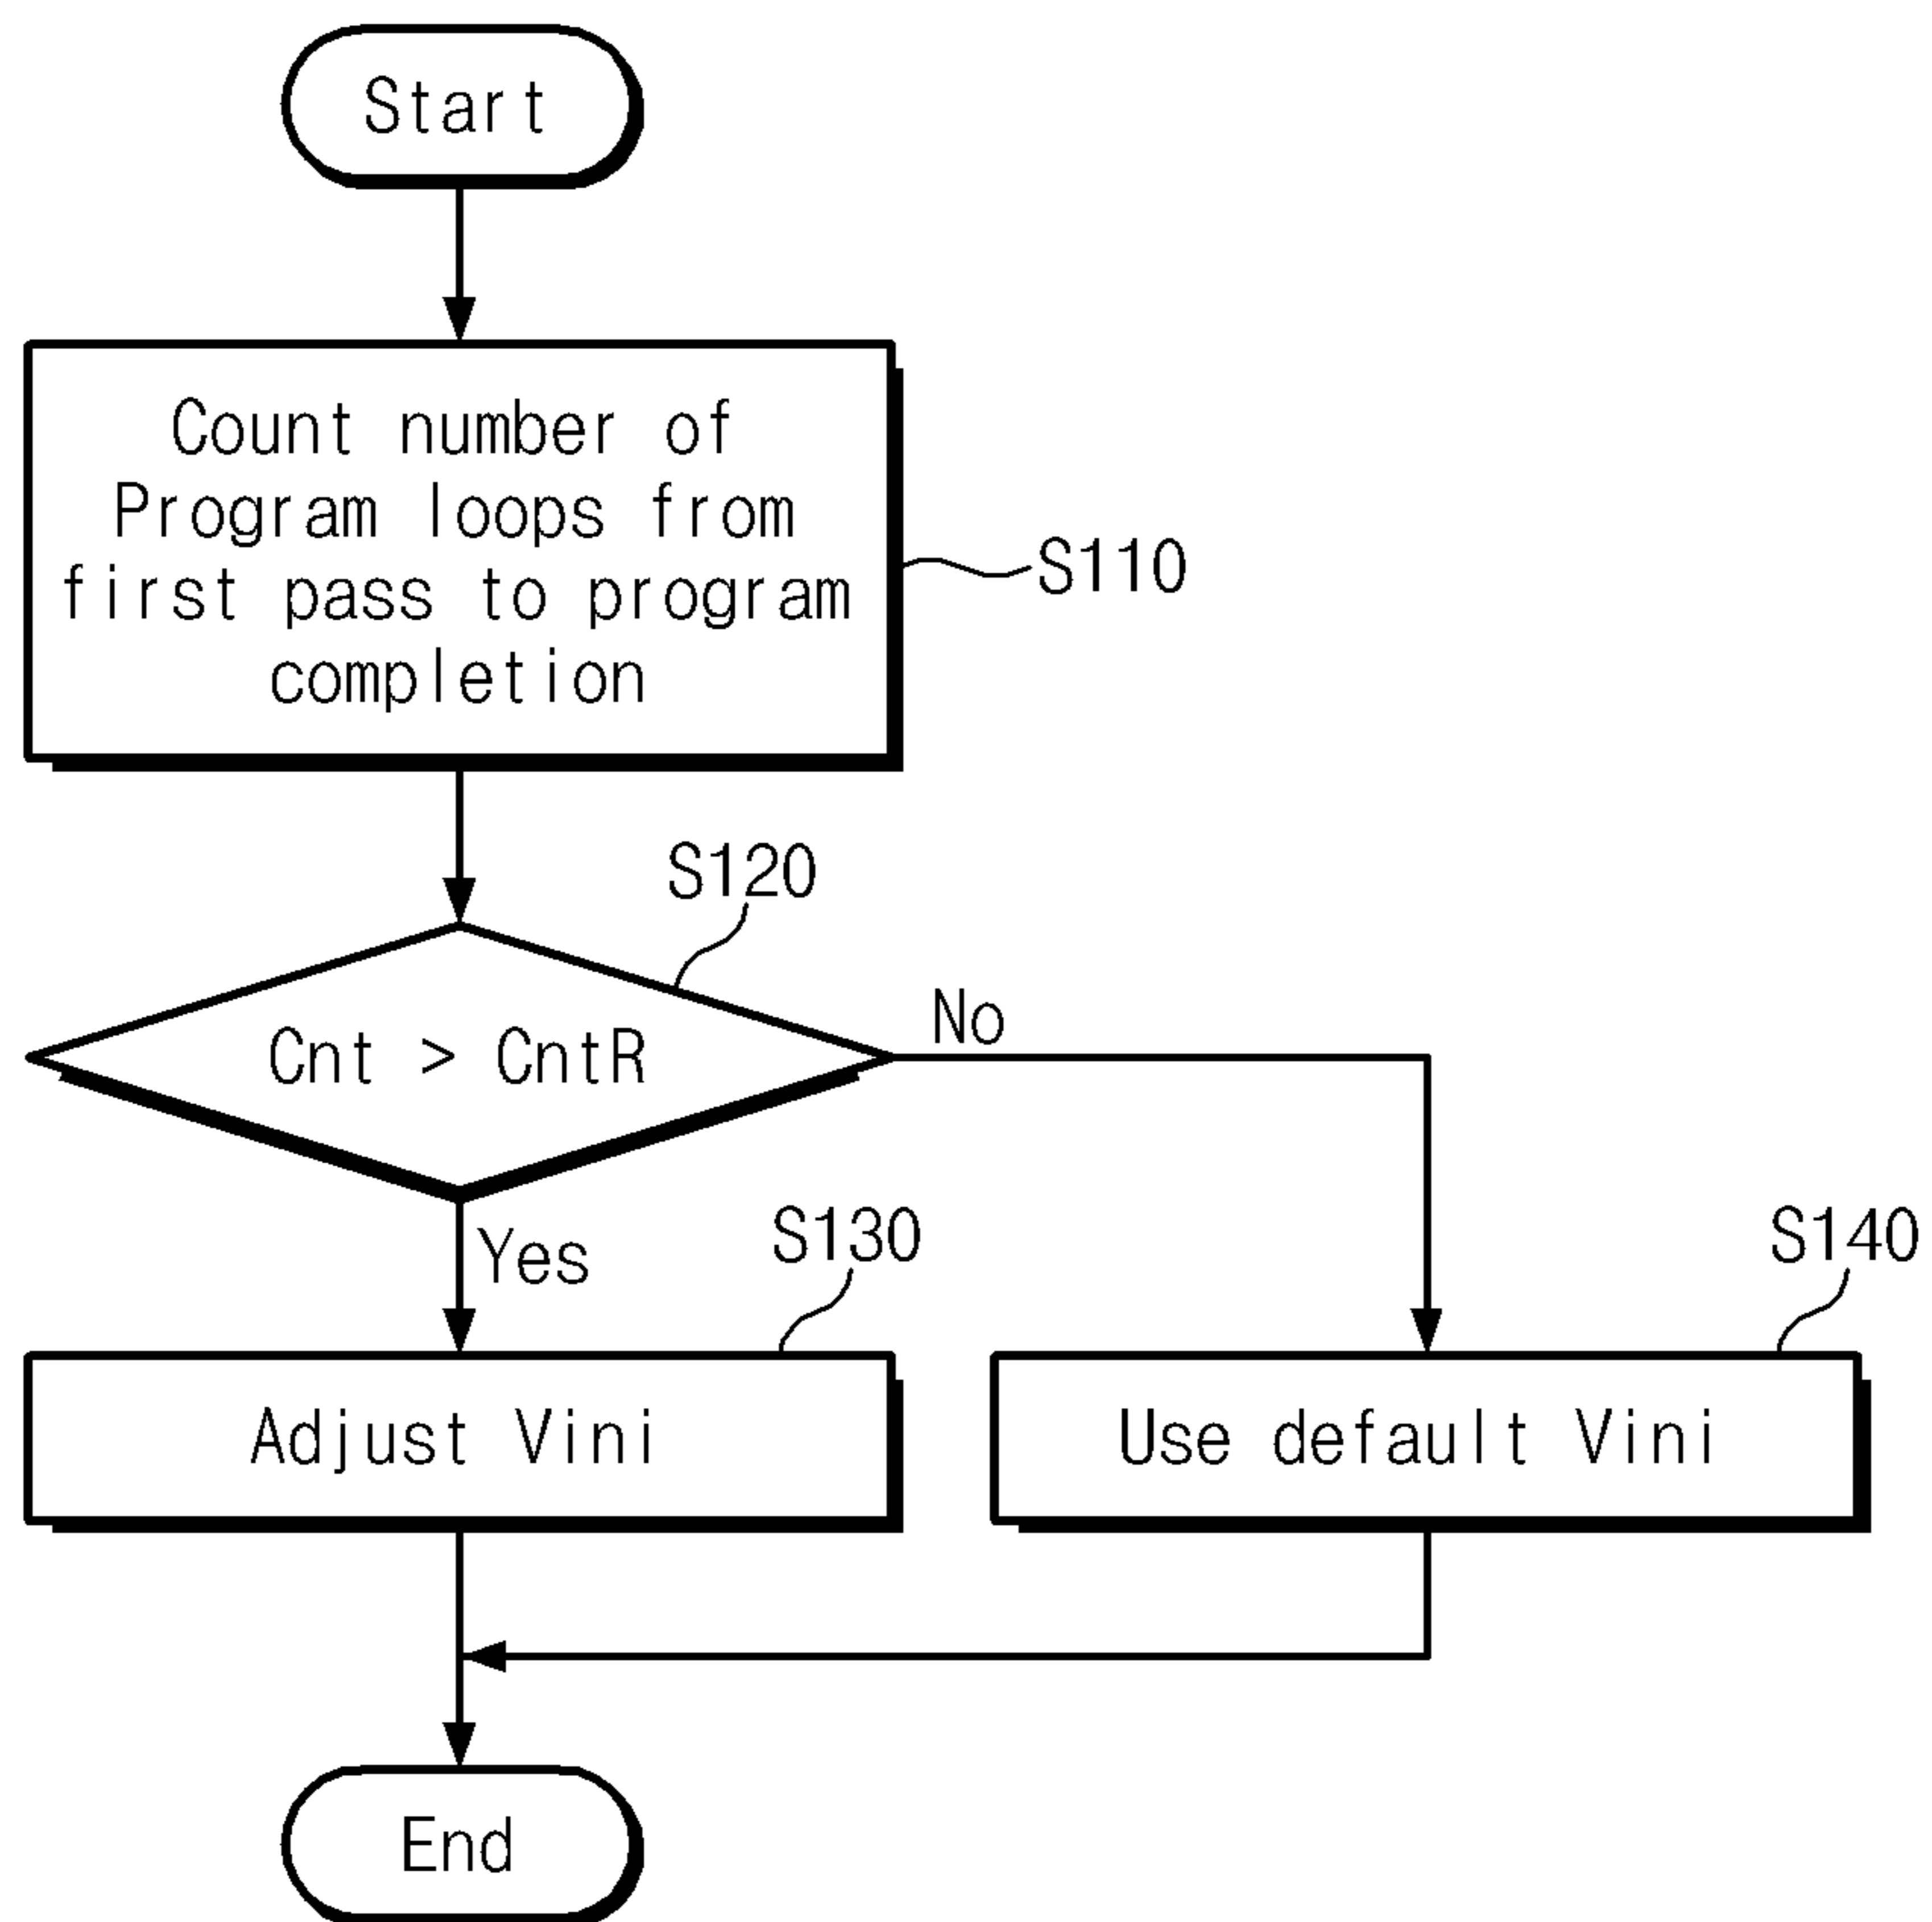 Start
Count number of
Program loops from
first pass to program
completion
S110
S120
Cnt > CntR
No
Yes
S130
S140
Adjust Vini
Use default Vini
End